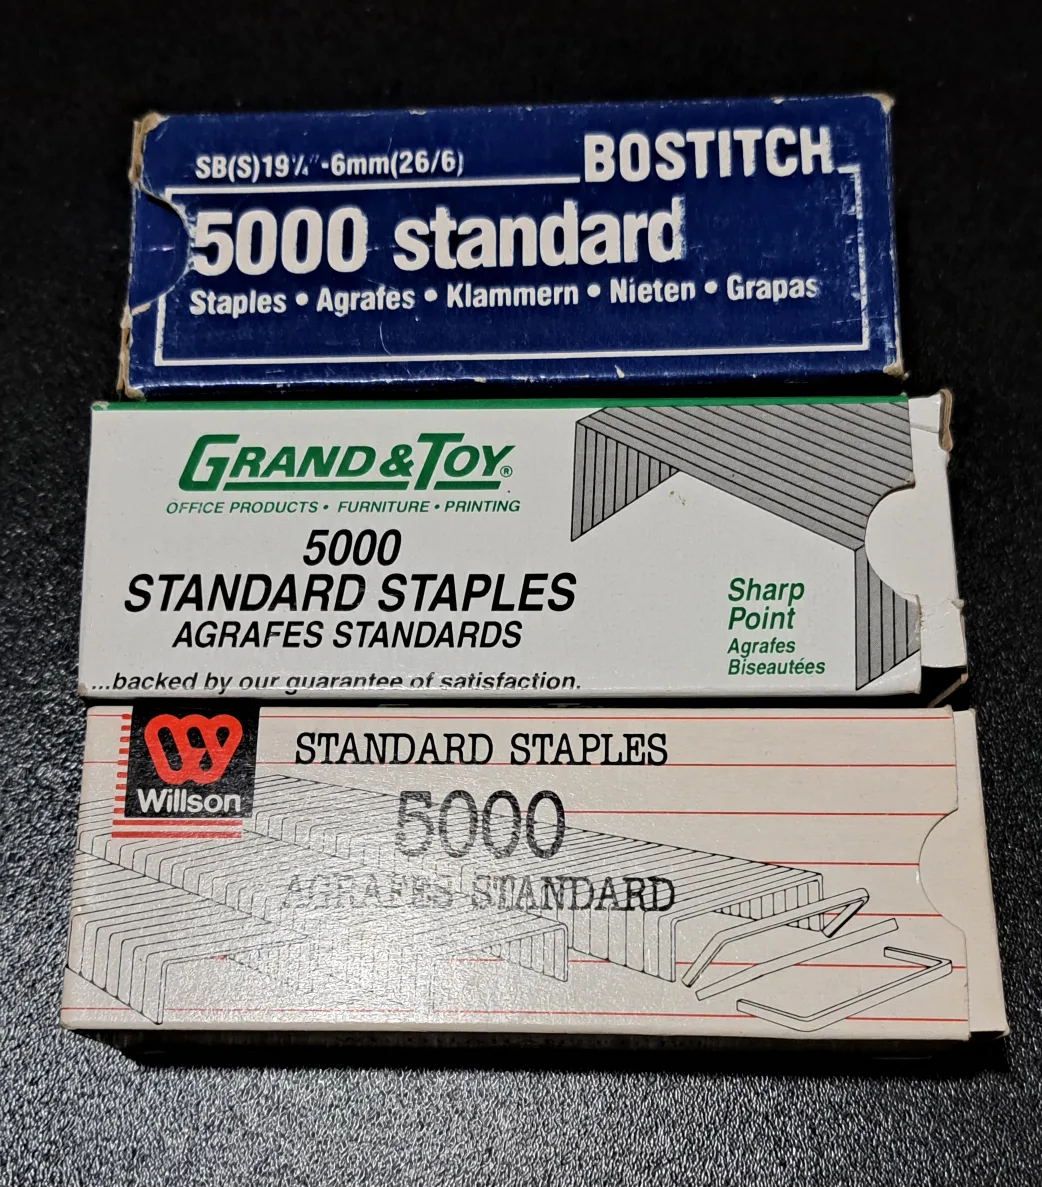 SB(S)19¼"-6mm(26/6)
BOSTITCH
5000 standard
Staples • Agrafes • Klammern • Nieten • Grapas
GRAND & TOY®
OFFICE PRODUCTS • FURNITURE • PRINTING
5000
STANDARD STAPLES
AGRAFES STANDARDS
...backed by our guarantee of satisfaction.
Sharp
Point
Agrafes
Biseautées
Willson
STANDARD STAPLES
5000
AGRAFES STANDARD